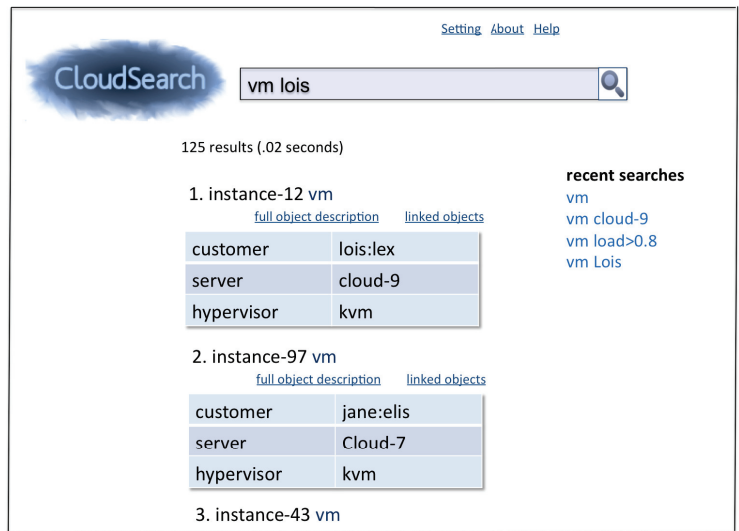 Setting About Help
CloudSearch
vm lois
125 results (.02 seconds)
recent searches
vm
vm cloud-9
vm load>0.8
vm Lois
1. instance-12 vm
full object description linked objects
customer lois:lex
server cloud-9
hypervisor kvm
2. instance-97 vm
full object description linked objects
customer jane:elis
server Cloud-7
hypervisor kvm
3. instance-43 vm